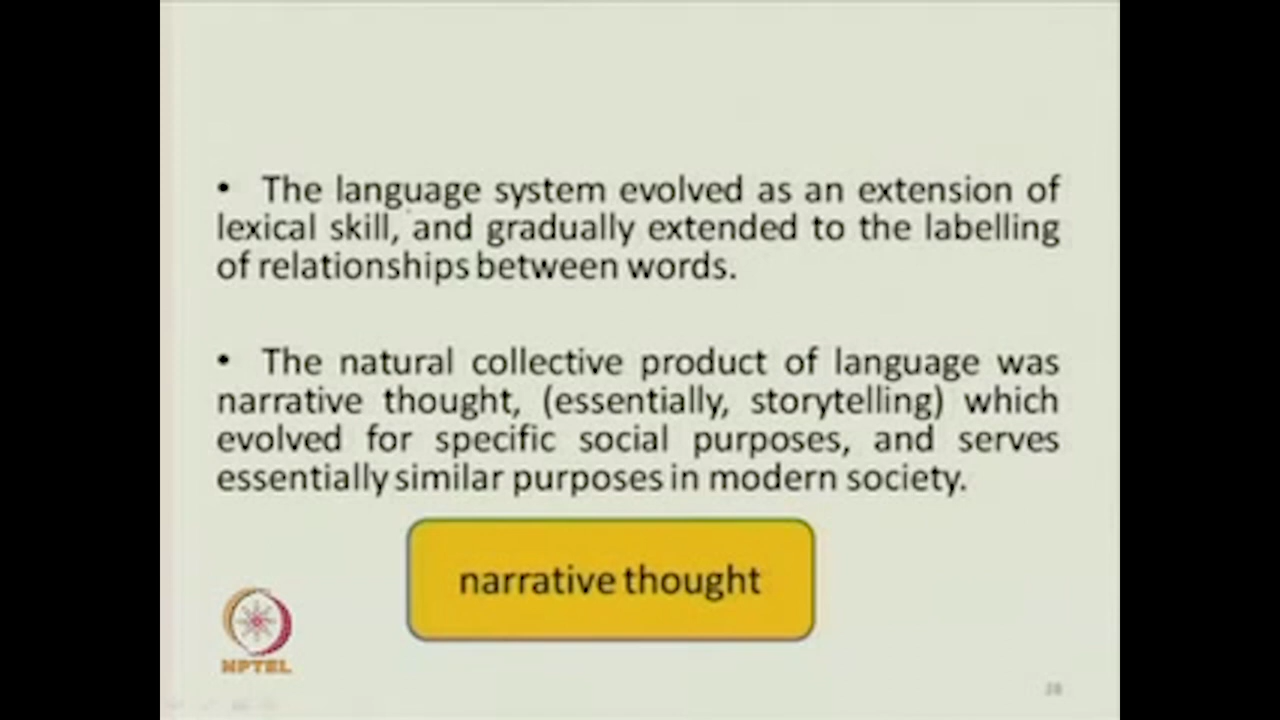 • The language system evolved as an extension of
lexical skill, and gradually extended to the labelling
of relationships between words.
• The natural collective product of language was
narrative thought, (essentially, storytelling) which
evolved for specific social purposes, and serves
essentially similar purposes in modern society.
narrative thought
NPTEL
28